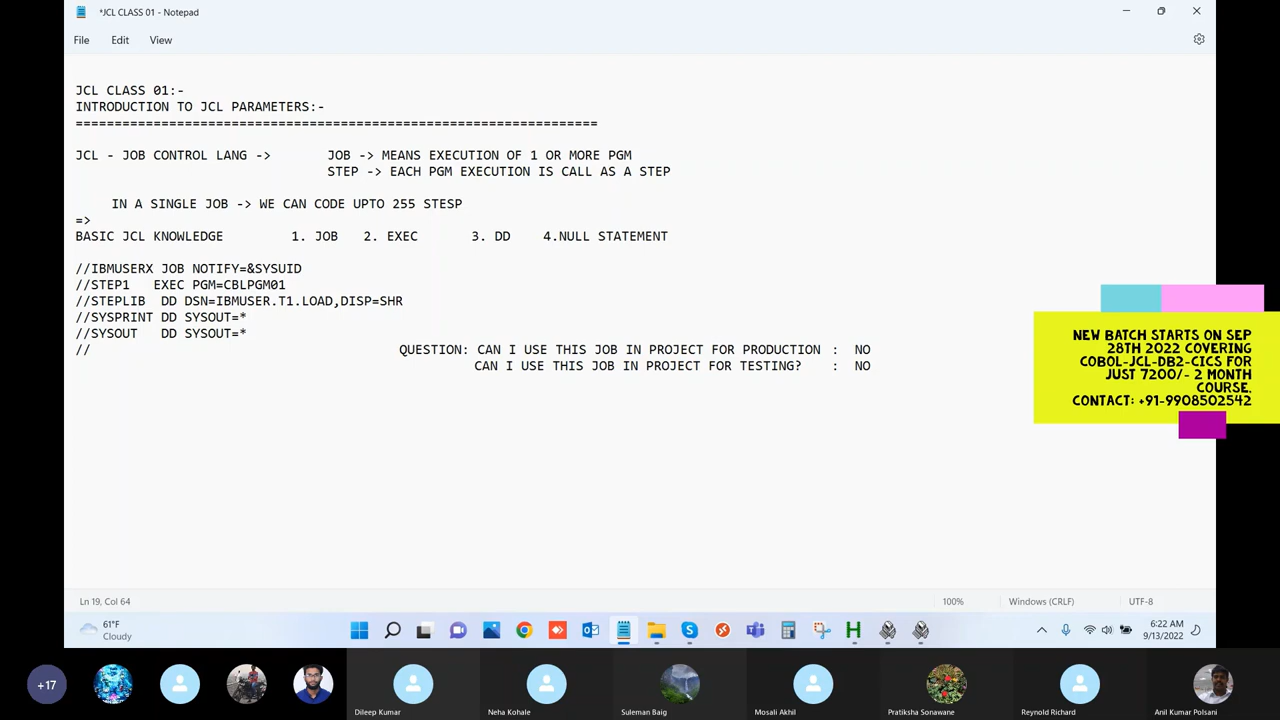 *JCL CLASS 01 - Notepad
File Edit View
JCL CLASS 01:-
INTRODUCTION TO JCL PARAMETERS:-
===================================================================
JCL - JOB CONTROL LANG -> JOB -> MEANS EXECUTION OF 1 OR MORE PGM
STEP -> EACH PGM EXECUTION IS CALL AS A STEP
IN A SINGLE JOB -> WE CAN CODE UPTO 255 STESP
=>
BASIC JCL KNOWLEDGE 1. JOB 2. EXEC 3. DD 4.NULL STATEMENT
//IBMUSERX JOB NOTIFY=&SYSUID
//STEP1 EXEC PGM=CBLPGM01
//STEPLIB DD DSN=IBMUSER.T1.LOAD,DISP=SHR
//SYSPRINT DD SYSOUT=*
//SYSOUT DD SYSOUT=*
// QUESTION: CAN I USE THIS JOB IN PROJECT FOR PRODUCTION : NO
CAN I USE THIS JOB IN PROJECT FOR TESTING? : NO
NEW BATCH STARTS ON SEP
28TH 2022 COVERING
COBOL-JCL-DB2-CICS FOR
JUST 7200/- 2 MONTH
COURSE.
CONTACT: +91-9908502542
Ln 19, Col 64 100% Windows (CRLF) UTF-8
61°F
Cloudy
6:22 AM
9/13/2022
+17
Dileep Kumar Neha Kohale Suleman Baig Mosali Akhil Pratiksha Sonawane Reynold Richard Anil Kumar Polsani